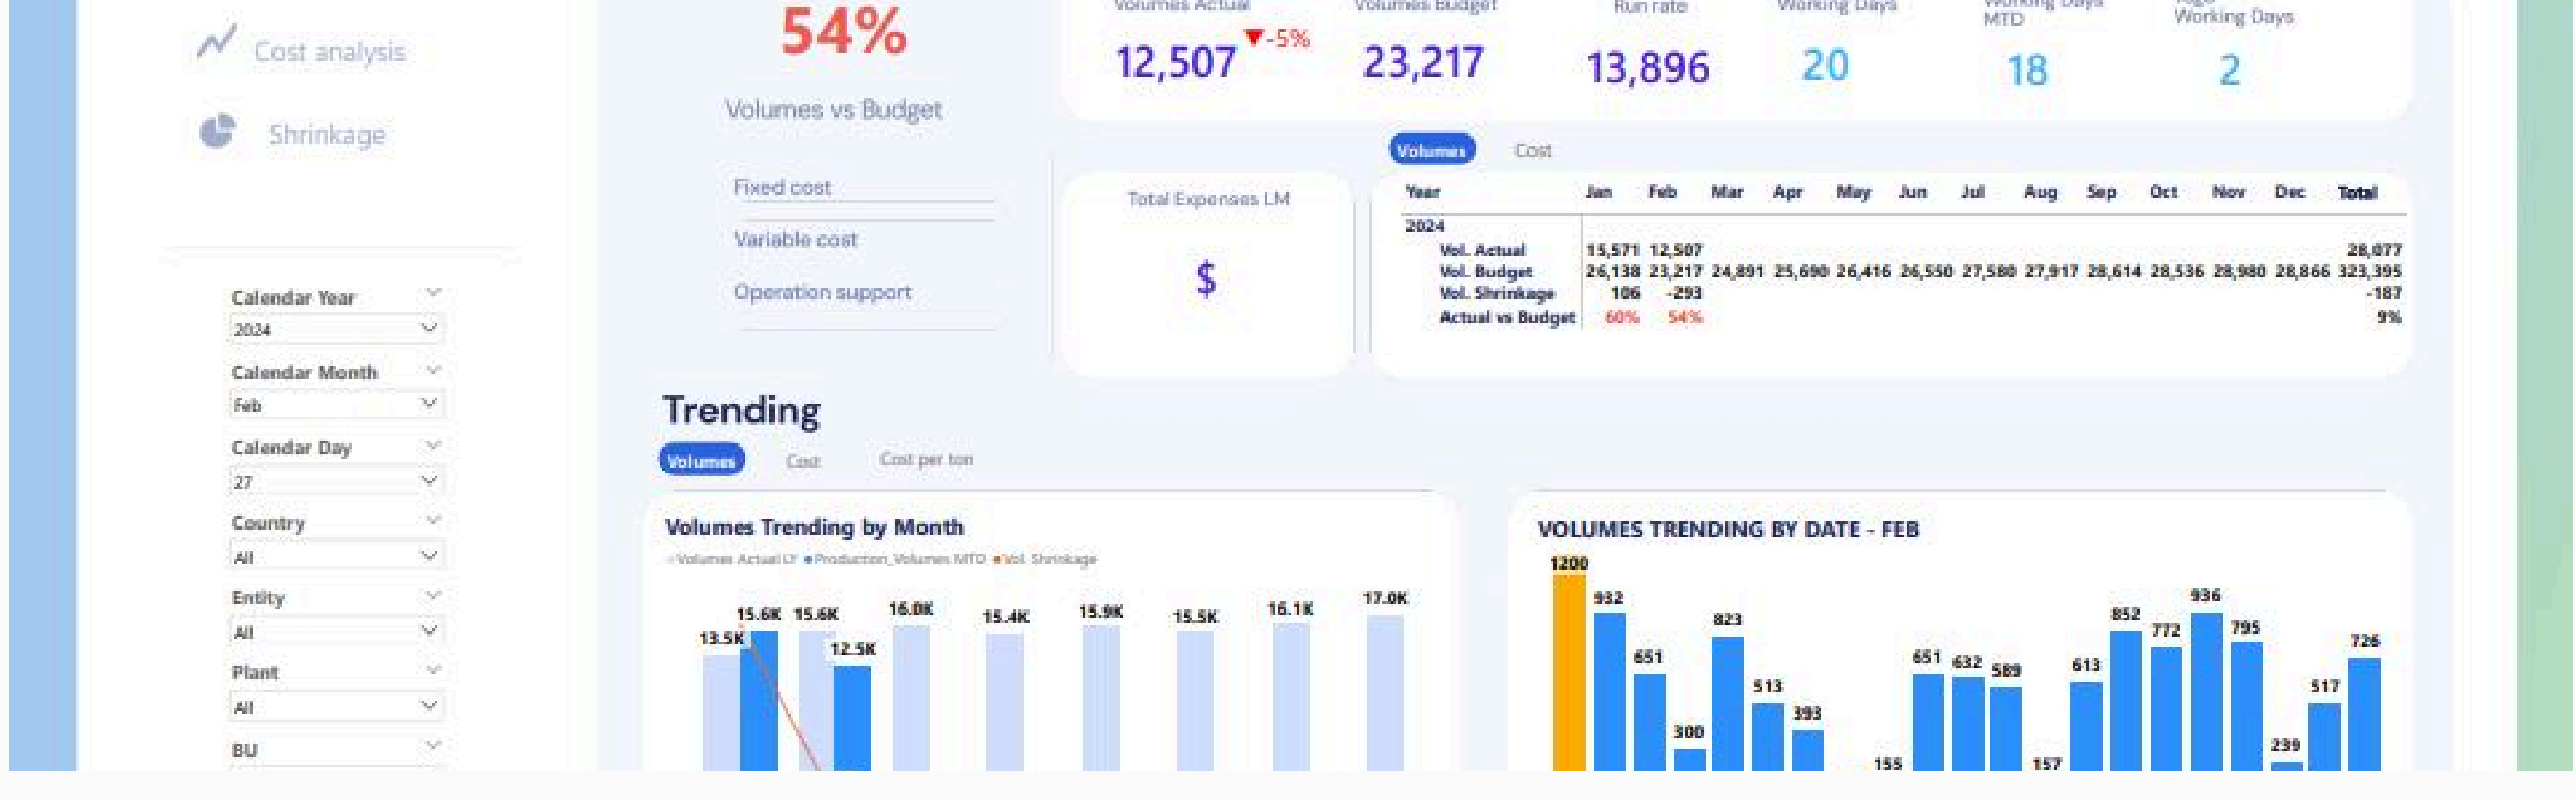 Cost analysis
Shrinkage
Calendar Year
2024
Calendar Month
Feb
Calendar Day
27
Country
All
Entity
All
Plant
All
BU
54%
Volumes vs Budget
Fixed cost
Variable cost
Operation support
Volumes Actual
12,507 ▼-5%
Volumes Budget
23,217
Run rate
13,896
Working Days
20
Working Days
MTD
18
Working Days
2
Total Expenses LM
$
Volumes Cost
Year Jan Feb Mar Apr May Jun Jul Aug Sep Oct Nov Dec Total
2024
Vol. Actual 15,571 12,507 28,077
Vol. Budget 26,138 23,217 24,891 25,690 26,416 26,550 27,580 27,917 28,614 28,536 28,980 28,866 323,395
Vol. Shrinkage 106 -293 -187
Actual vs Budget 60% 54% 9%
Trending
Volumes Cost Cost per ton
Volumes Trending by Month
Volumes Actual LY Production_Volumes MTD Vol. Shrinkage
13.5K 15.6K 15.6K 12.5K 16.0K 15.4K 15.9K 15.5K 16.1K 17.0K
VOLUMES TRENDING BY DATE - FEB
1200 932 651 300 823 513 393 155 651 632 589 157 613 852 772 936 795 239 517 726